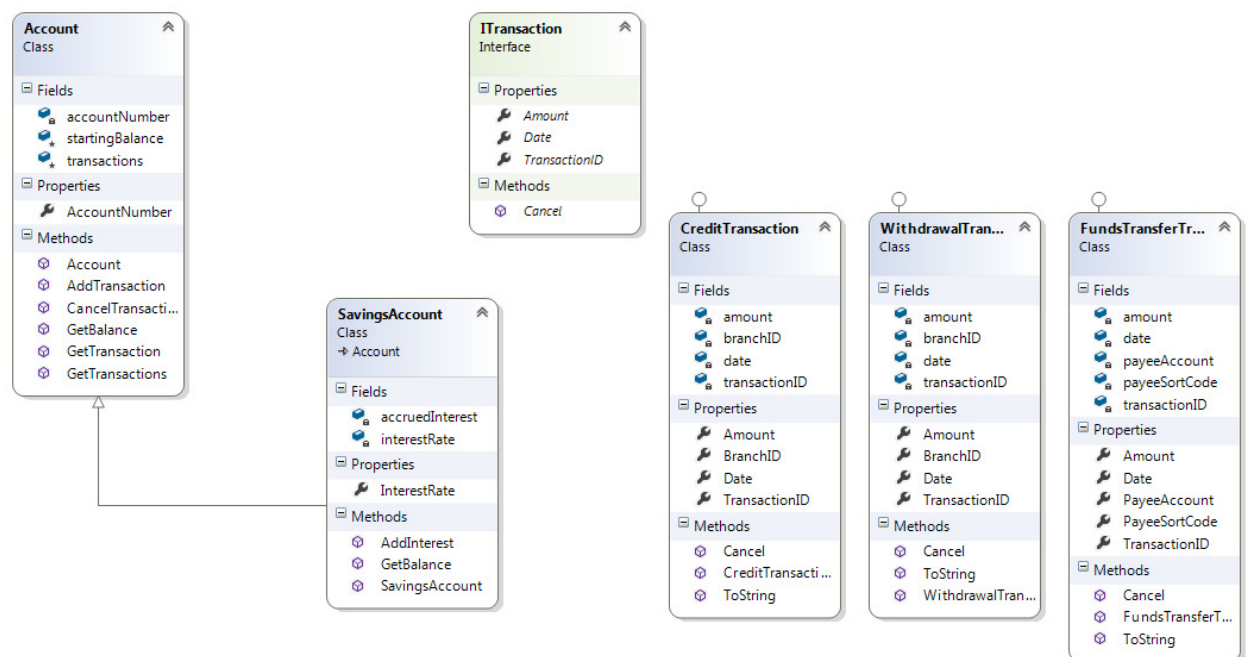 Account
Class
Fields
accountNumber
startingBalance
transactions
Properties
AccountNumber
Methods
Account
AddTransaction
CancelTransacti...
GetBalance
GetTransaction
GetTransactions
ITransaction
Interface
Properties
Amount
Date
TransactionID
Methods
Cancel
SavingsAccount
Class
Account
Fields
accruedInterest
interestRate
Properties
InterestRate
Methods
AddInterest
GetBalance
SavingsAccount
CreditTransaction
Class
Fields
amount
branchID
date
transactionID
Properties
Amount
BranchID
Date
TransactionID
Methods
Cancel
CreditTransacti...
ToString
WithdrawalTran...
Class
Fields
amount
branchID
date
transactionID
Properties
Amount
BranchID
Date
TransactionID
Methods
Cancel
ToString
WithdrawalTran...
FundsTransferTr...
Class
Fields
amount
date
payeeAccount
payeeSortCode
transactionID
Properties
Amount
Date
PayeeAccount
PayeeSortCode
TransactionID
Methods
Cancel
FundsTransferT...
ToString